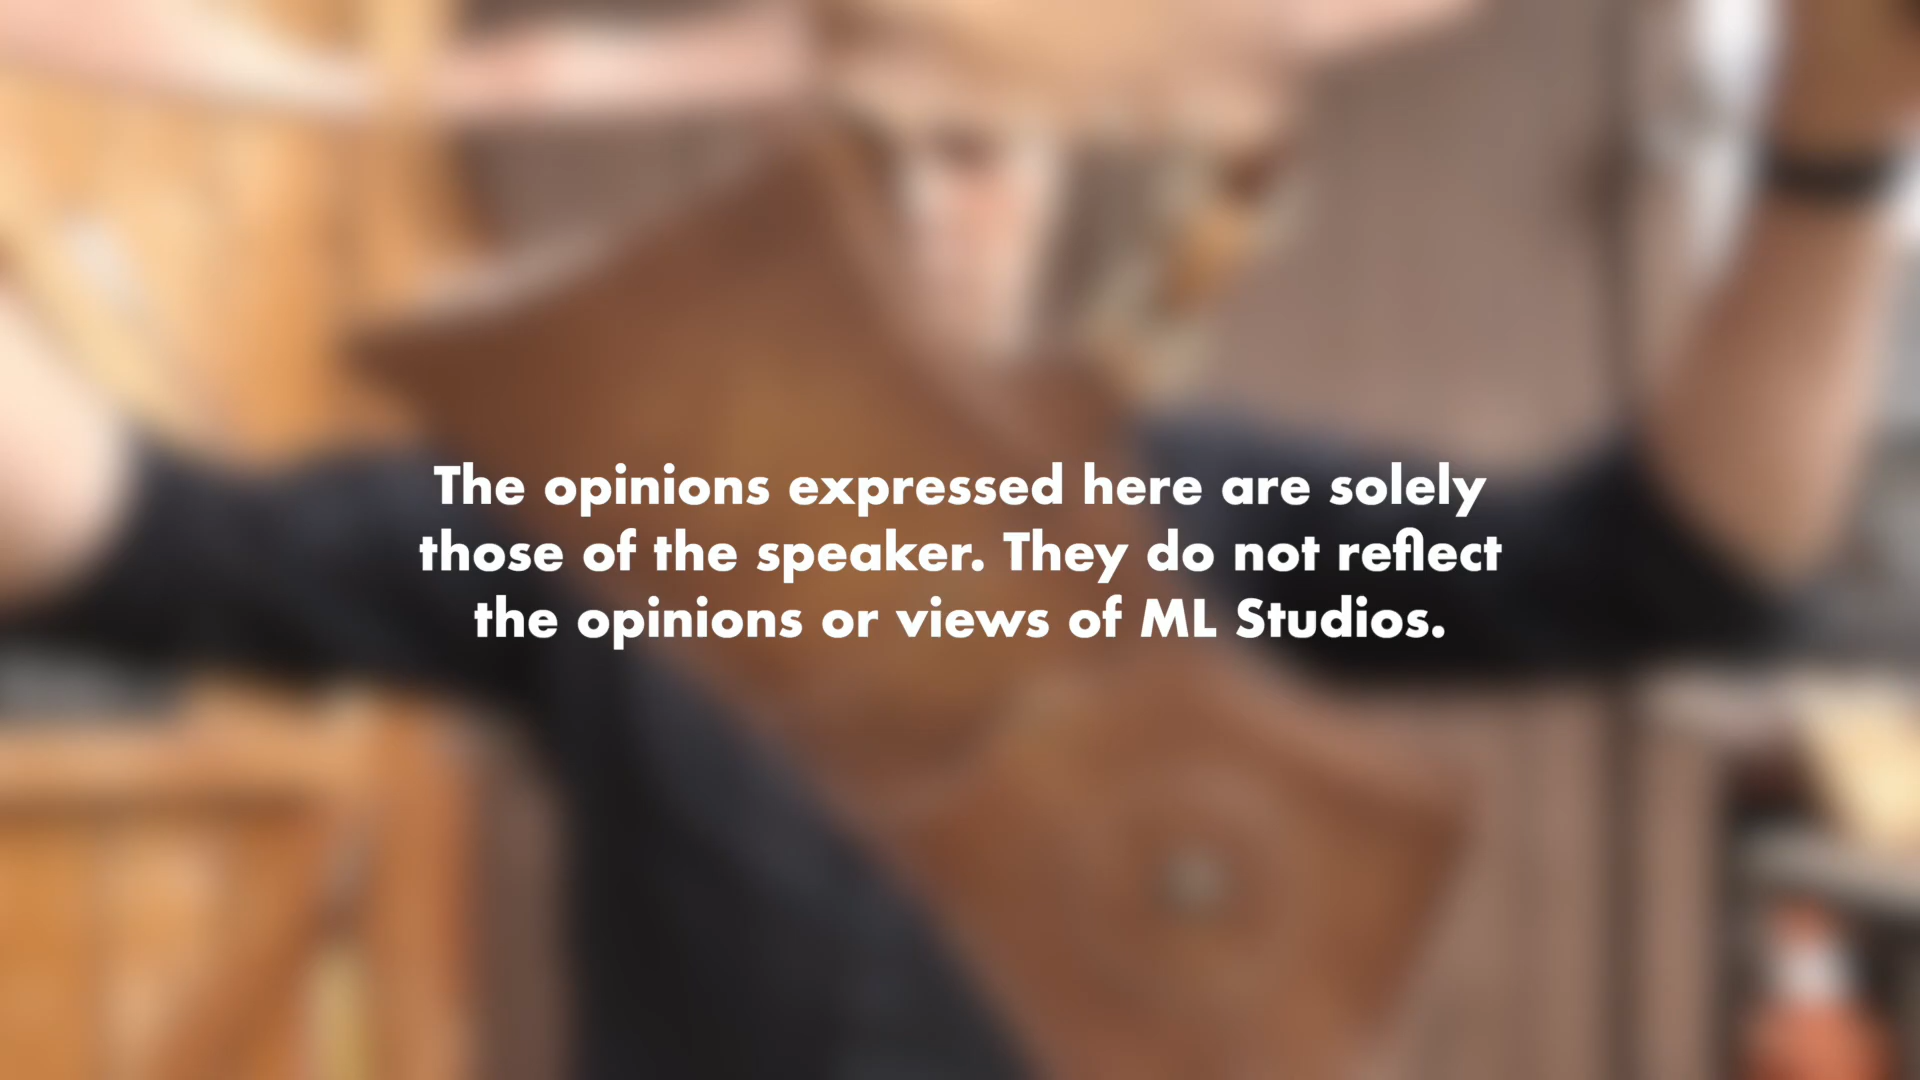 The opinions expressed here are solely
those of the speaker. They do not reflect
the opinions or views of ML Studios.